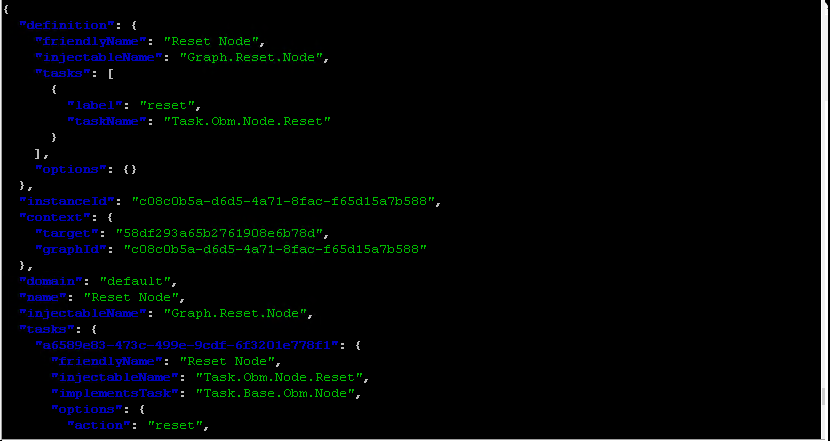 {
  "definition": {
    "friendlyName": "Reset Node",
    "injectableName": "Graph.Reset.Node",
    "tasks": [
      {
        "label": "reset",
        "taskName": "Task.Obm.Node.Reset"
      }
    ],
    "options": {}
  },
  "instanceId": "c08c0b5a-d6d5-4a71-8fac-f65d15a7b588",
  "context": {
    "target": "58df293a65b2761908e6b78d",
    "graphId": "c08c0b5a-d6d5-4a71-8fac-f65d15a7b588"
  },
  "domain": "default",
  "name": "Reset Node",
  "injectableName": "Graph.Reset.Node",
  "tasks": {
    "a6589e83-473c-499e-9cdf-6f3201e778f1": {
      "friendlyName": "Reset Node",
      "injectableName": "Task.Obm.Node.Reset",
      "implementsTask": "Task.Base.Obm.Node",
      "options": {
        "action": "reset",